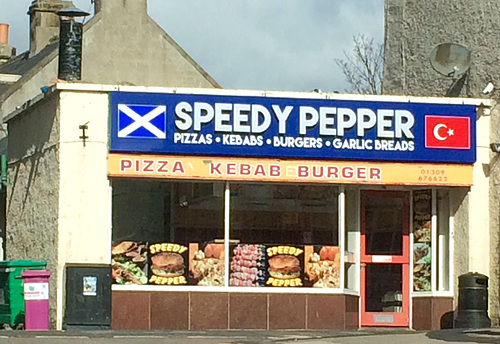 SPEEDY PEPPER
PIZZAS • KEBABS • BURGERS • GARLIC BREADS
PIZZA KEBAB BURGER
01309
676633
SPEEDY
PEPPER
SPEEDY
PEPPER